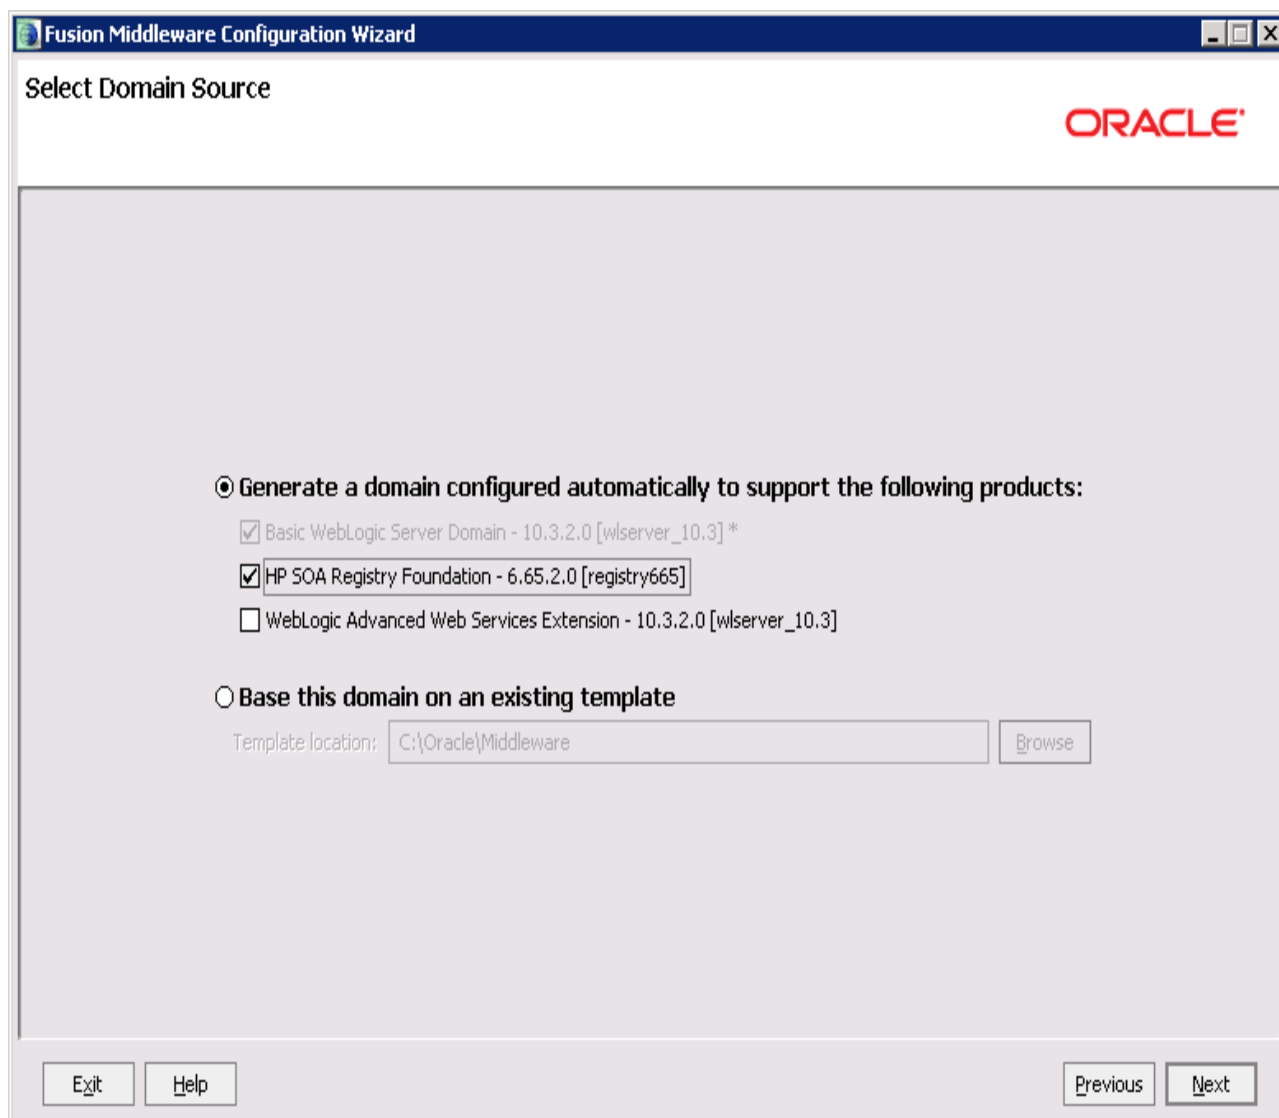 Fusion Middleware Configuration Wizard
Select Domain Source
ORACLE
Generate a domain configured automatically to support the following products:
Basic WebLogic Server Domain - 10.3.2.0 [wlserver_10.3] *
HP SOA Registry Foundation - 6.65.2.0 [registry665]
WebLogic Advanced Web Services Extension - 10.3.2.0 [wlserver_10.3]
Base this domain on an existing template
Template location: C:\Oracle\Middleware Browse
Exit Help Previous Next